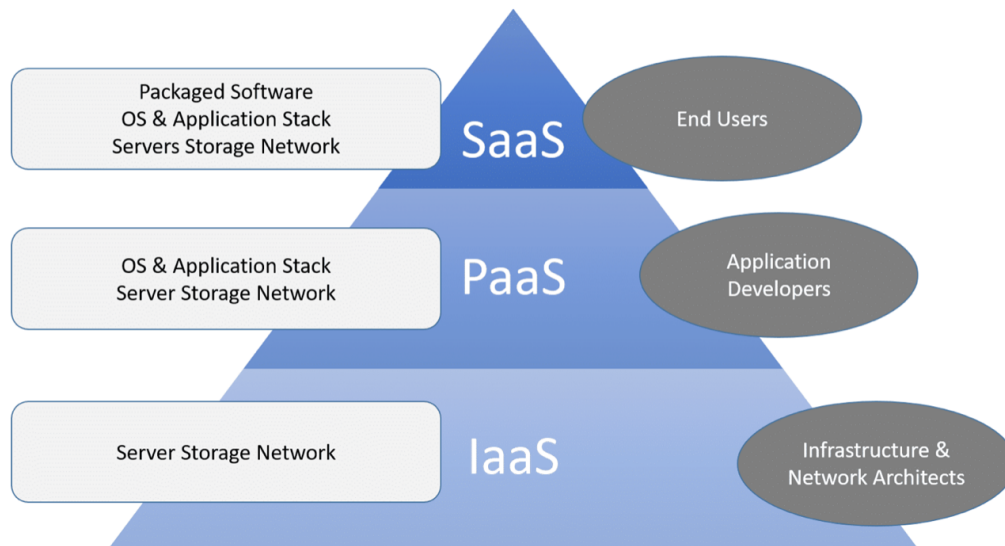 Packaged Software
OS & Application Stack
Servers Storage Network
SaaS
End Users
OS & Application Stack
Server Storage Network
PaaS
Application
Developers
Server Storage Network
IaaS
Infrastructure &
Network Architects